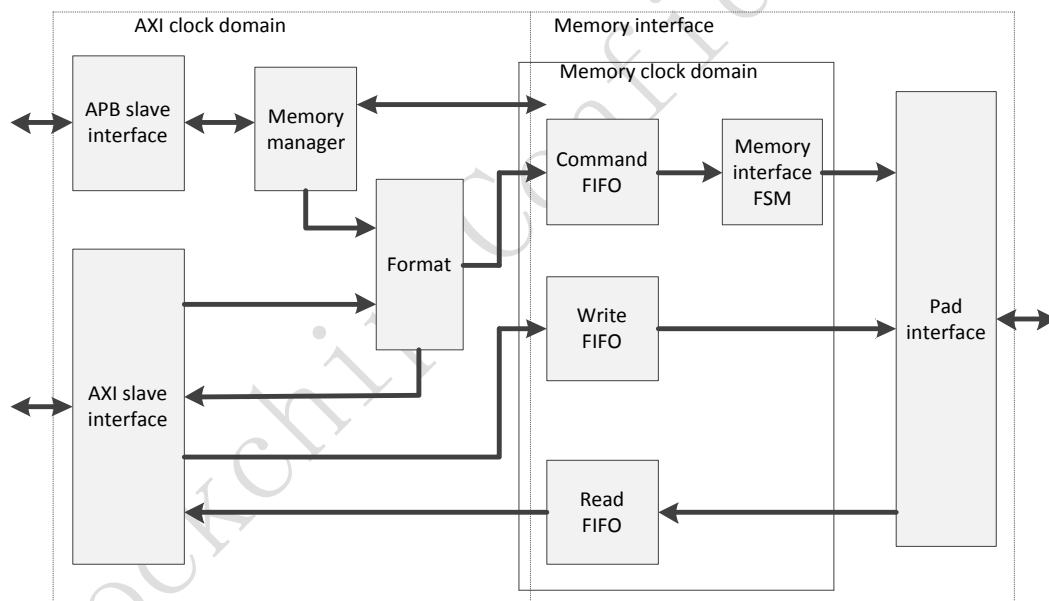 AXI clock domain
Memory interface
Memory clock domain
APB slave
interface
Memory
manager
Command
FIFO
Memory
interface
FSM
Format
Write
FIFO
Pad
interface
AXI slave
interface
Read
FIFO